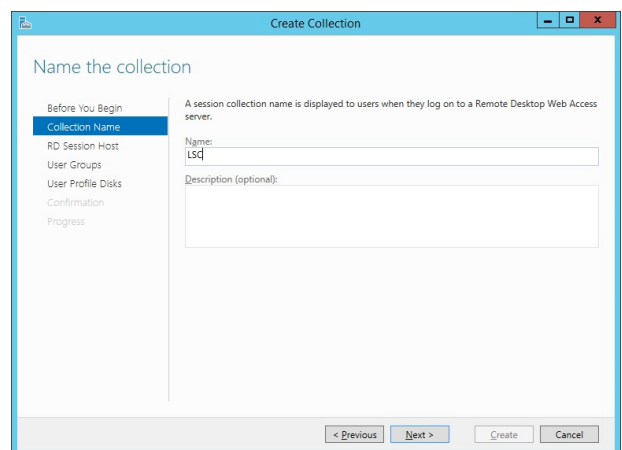 Create Collection
Name the collection
Before You Begin
Collection Name
RD Session Host
User Groups
User Profile Disks
Confirmation
Progress
A session collection name is displayed to users when they log on to a Remote Desktop Web Access
server.
Name:
LSC
Description (optional):
< Previous
Next >
Create
Cancel